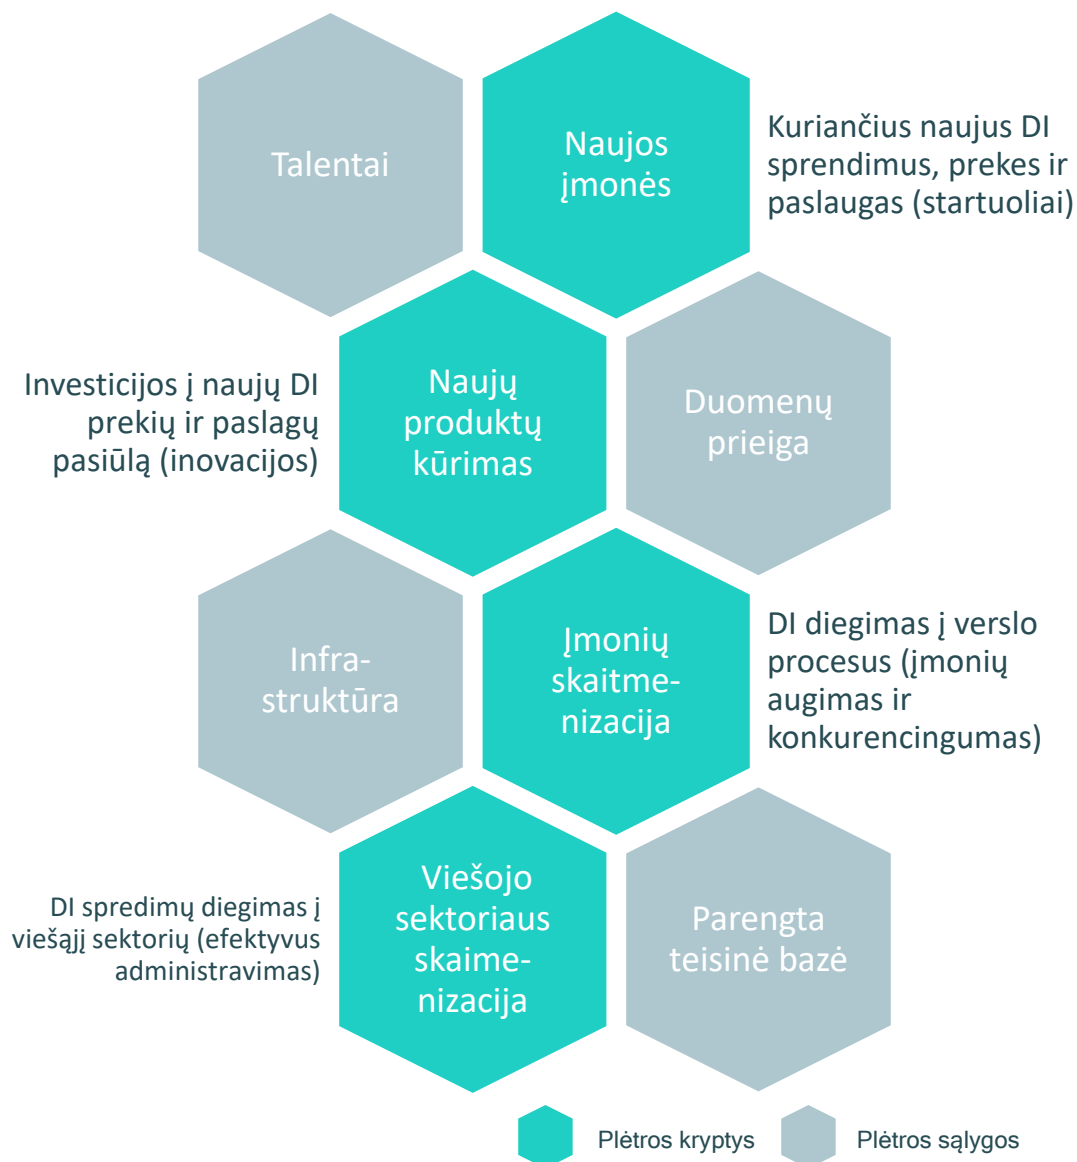 Talentai
Naujos
įmonės
Kuriančius naujus DI
sprendimus, prekes ir
paslaugas (startuoliai)
Investicijos į naujų DI
prekių ir paslagų
pasiūlą (inovacijos)
Naujų
produktų
kūrimas
Duomenų
prieiga
Infra-
struktūra
Įmonių
skaitme-
nizacija
DI diegimas į verslo
procesus (įmonių
augimas ir
konkurencingumas)
DI spredimų diegimas į
viešąjį sektorių (efektyvus
administravimas)
Viešojo
sektoriaus
skaime-
nizacija
Parengta
teisinė bazė
Plėtros kryptys
Plėtros sąlygos